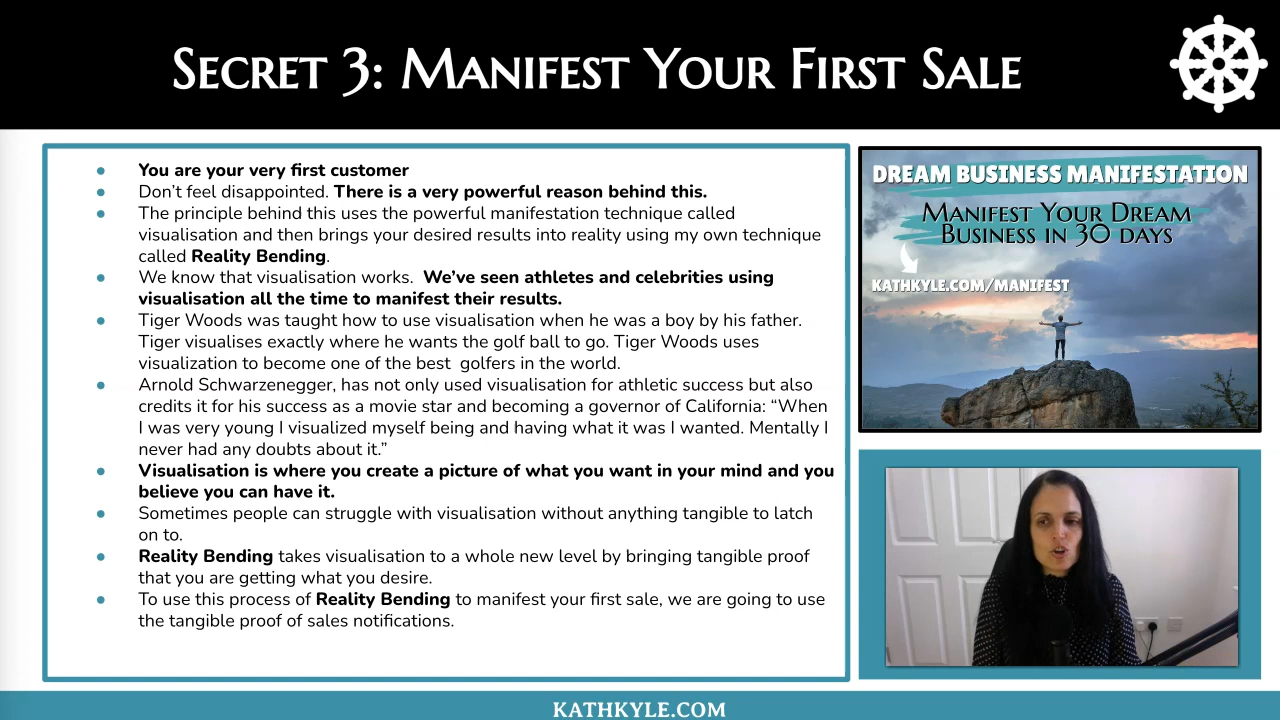 Secret 3: Manifest Your First Sale
● You are your very first customer
● Don’t feel disappointed. There is a very powerful reason behind this.
● The principle behind this uses the powerful manifestation technique called
visualisation and then brings your desired results into reality using my own technique
called Reality Bending.
● We know that visualisation works.  We’ve seen athletes and celebrities using
visualisation all the time to manifest their results.
● Tiger Woods was taught how to use visualisation when he was a boy by his father.
Tiger visualises exactly where he wants the golf ball to go. Tiger Woods uses
visualization to become one of the best  golfers in the world.
● Arnold Schwarzenegger, has not only used visualisation for athletic success but also
credits it for his success as a movie star and becoming a governor of California: “When
I was very young I visualized myself being and having what it was I wanted. Mentally I
never had any doubts about it.”
● Visualisation is where you create a picture of what you want in your mind and you
believe you can have it.
● Sometimes people can struggle with visualisation without anything tangible to latch
on to.
● Reality Bending takes visualisation to a whole new level by bringing tangible proof
that you are getting what you desire.
● To use this process of Reality Bending to manifest your first sale, we are going to use
the tangible proof of sales notifications.
DREAM BUSINESS MANIFESTATION
Manifest Your Dream
Business in 30 days
KATHKYLE.COM/MANIFEST
KATHKYLE.COM